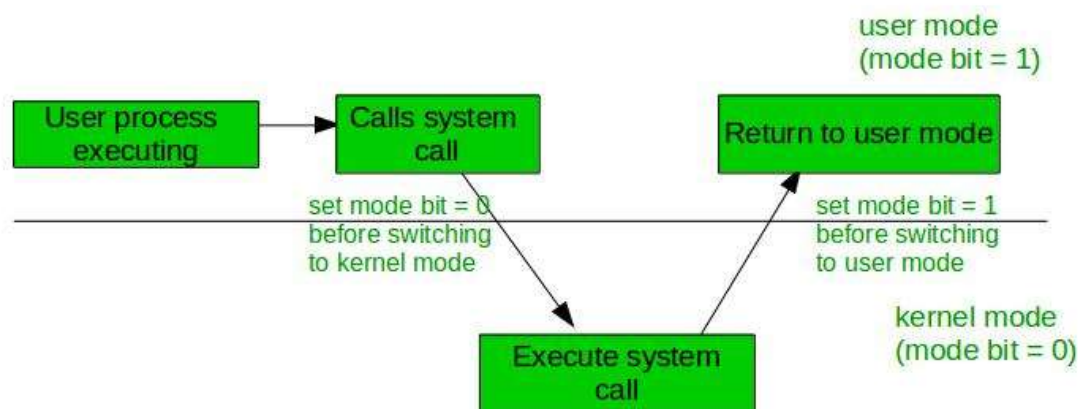 user mode
(mode bit = 1)
User process
executing
Calls system
call
Return to user mode
set mode bit = 0
before switching
to kernel mode
set mode bit = 1
before switching
to user mode
kernel mode
(mode bit = 0)
Execute system
call